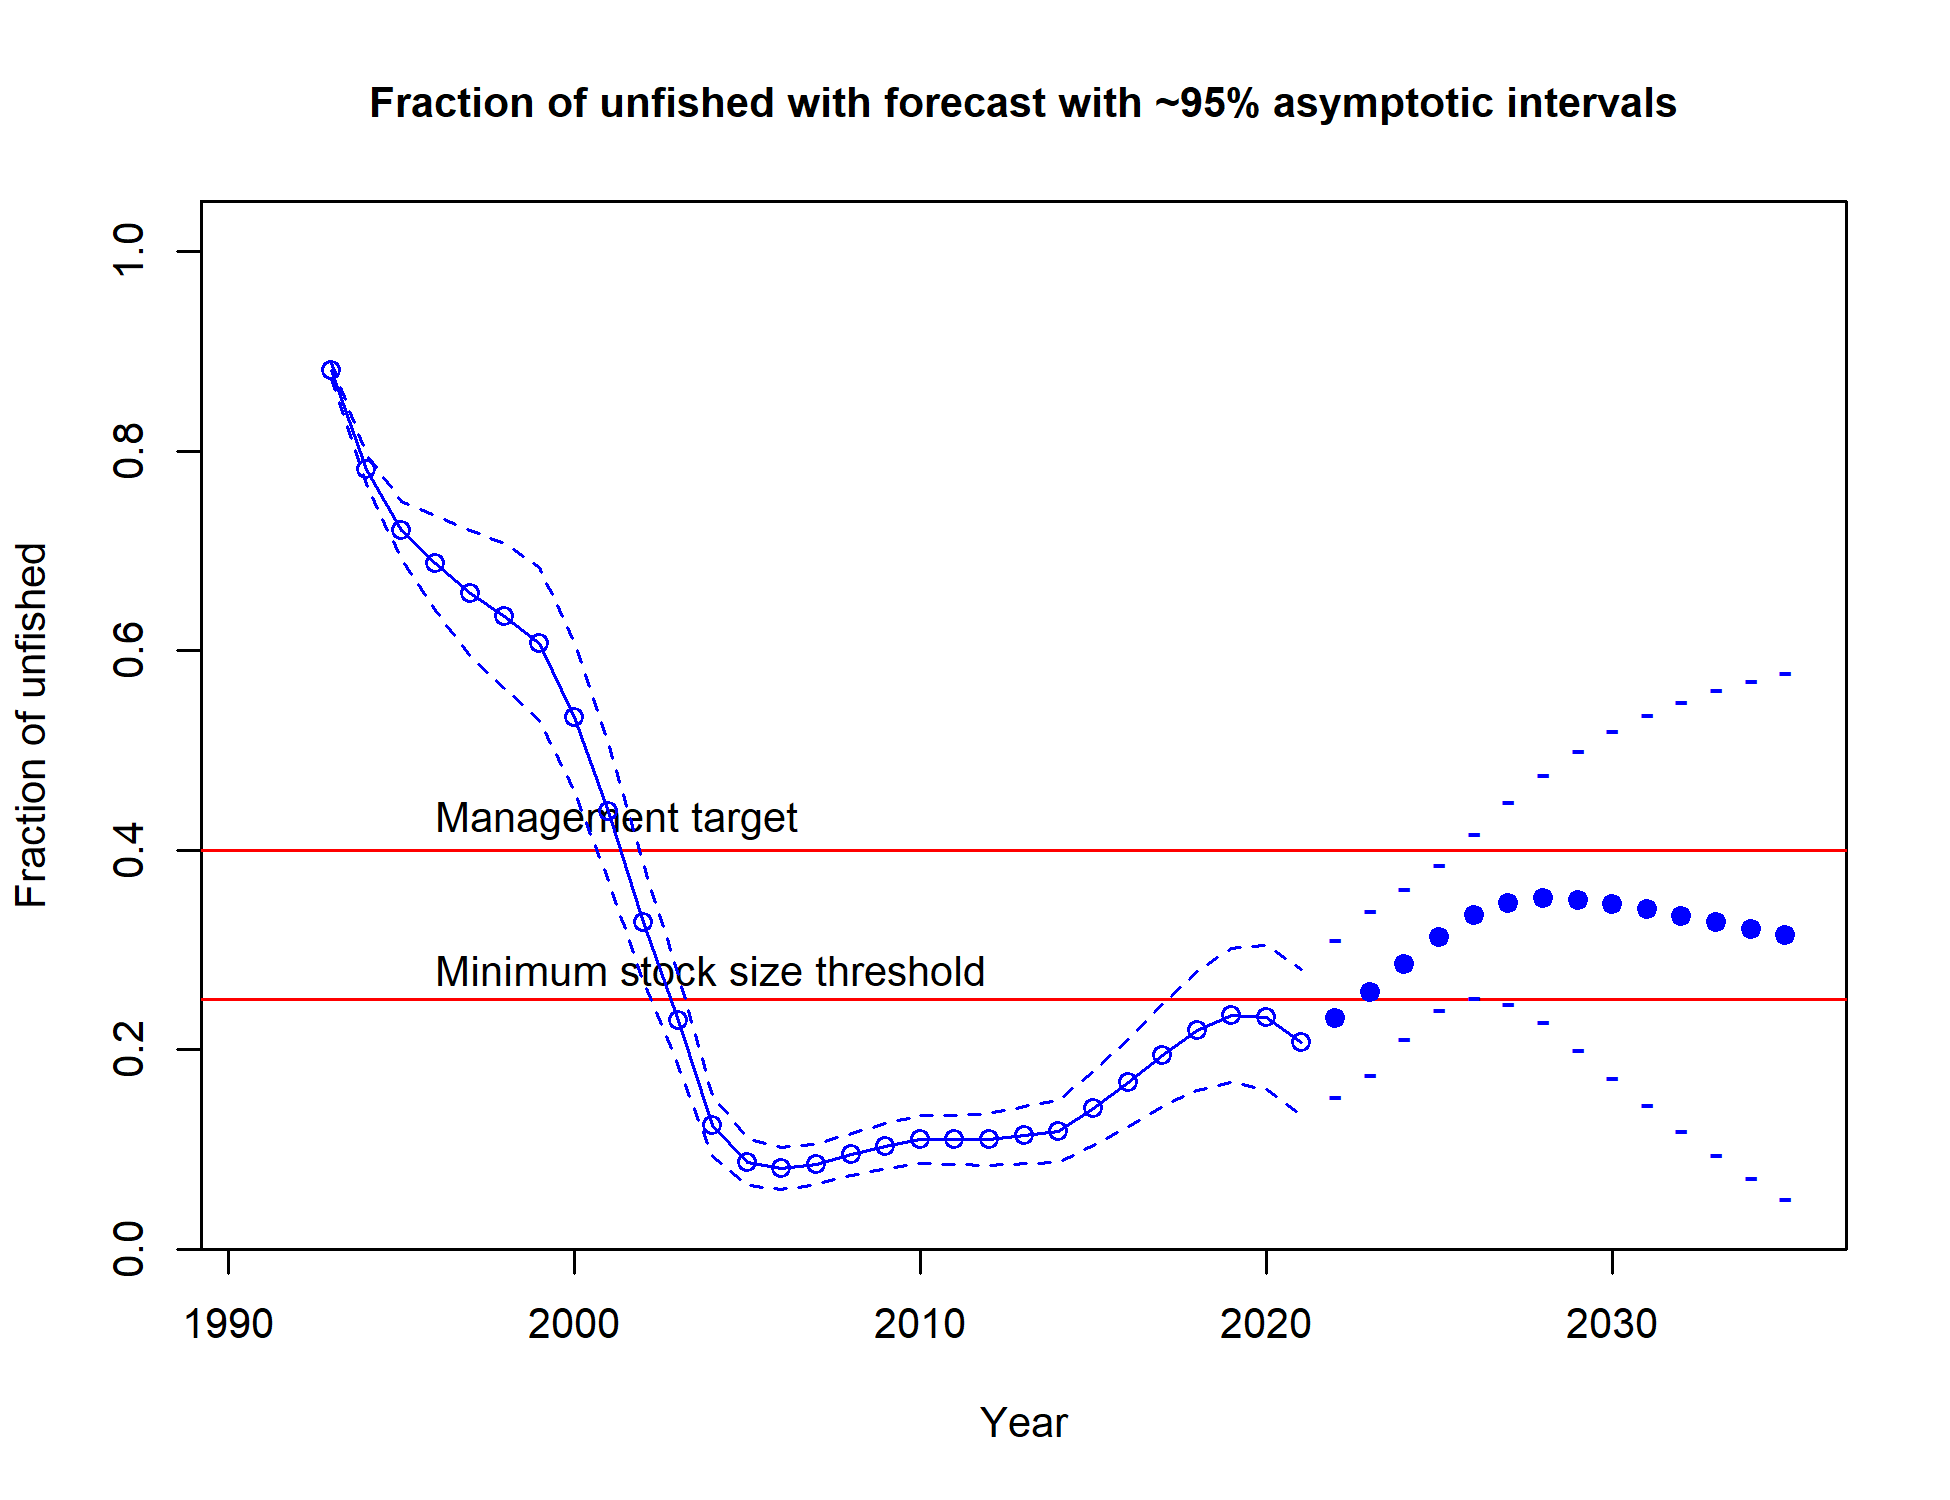 Fraction of unfished with forecast with ~95% asymptotic intervals
Fraction of unfished
1.0
0.8
0.6
0.4
0.2
0.0
Management target
Minimum stock size threshold
1990 2000 2010 2020 2030
Year